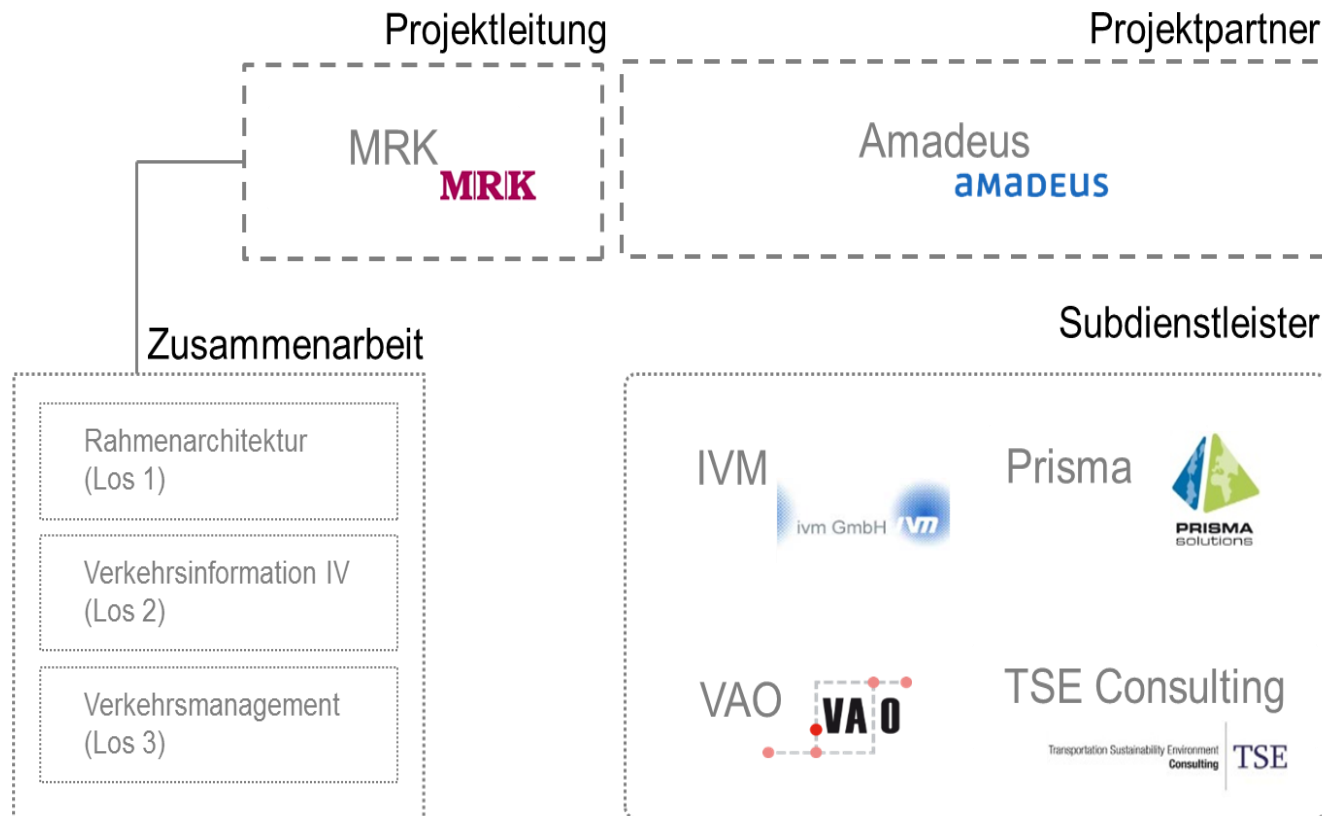 Projektleitung
Projektpartner
MRK
MRK
Amadeus
aMaDEUS
Zusammenarbeit
Subdienstleister
Rahmenarchitektur
(Los 1)
Verkehrsinformation IV
(Los 2)
Verkehrsmanagement
(Los 3)
IVM
ivm GmbH ivm
Prisma
PRISMA
solutions
VAO
VAO
TSE Consulting
Transportation Sustainability Environment
Consulting
TSE